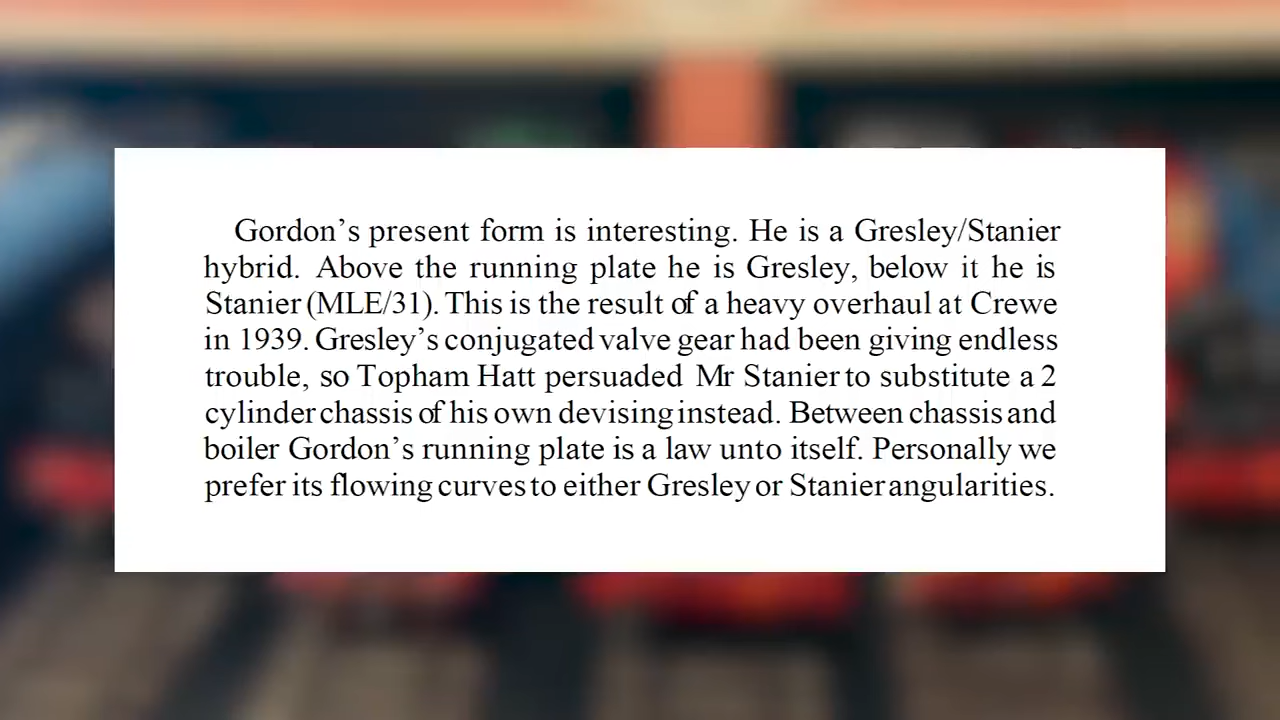 Gordon’s present form is interesting. He is a Gresley/Stanier
hybrid. Above the running plate he is Gresley, below it he is
Stanier (MLE/31). This is the result of a heavy overhaul at Crewe
in 1939. Gresley’s conjugated valve gear had been giving endless
trouble, so Topham Hatt persuaded Mr Stanier to substitute a 2
cylinder chassis of his own devising instead. Between chassis and
boiler Gordon’s running plate is a law unto itself. Personally we
prefer its flowing curves to either Gresley or Stanier angularities.